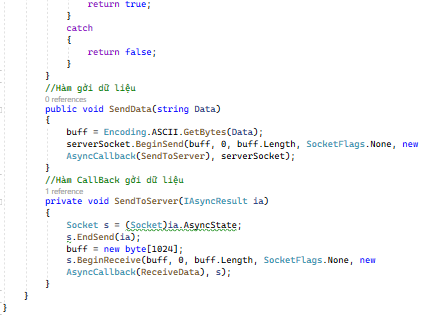 return true;
}
catch
{
return false;
}
}
//Hàm gởi dữ liệu
0 references
public void SendData(string Data)
{
buff = Encoding.ASCII.GetBytes(Data);
serverSocket.BeginSend(buff, 0, buff.Length, SocketFlags.None, new
AsyncCallback(SendToServer), serverSocket);
}
//Hàm CallBack gởi dữ liệu
1 reference
private void SendToServer(IAsyncResult ia)
{
Socket s = (Socket)ia.AsyncState;
s.EndSend(ia);
buff = new byte[1024];
s.BeginReceive(buff, 0, buff.Length, SocketFlags.None, new
AsyncCallback(ReceiveData), s);
}
}
}